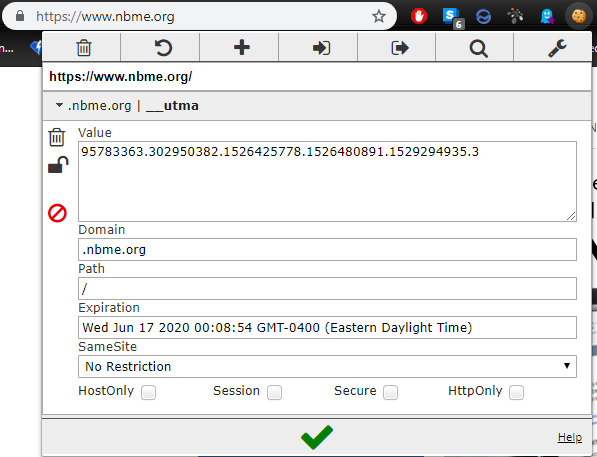 https://www.nbme.org
6
n...
https://www.nbme.org/
.nbme.org | __utma
Value
95783363.302950382.1526425778.1526480891.1529294935.3
Domain
.nbme.org
Path
/
Expiration
Wed Jun 17 2020 00:08:54 GMT-0400 (Eastern Daylight Time)
SameSite
No Restriction
HostOnly Session Secure HttpOnly
Help